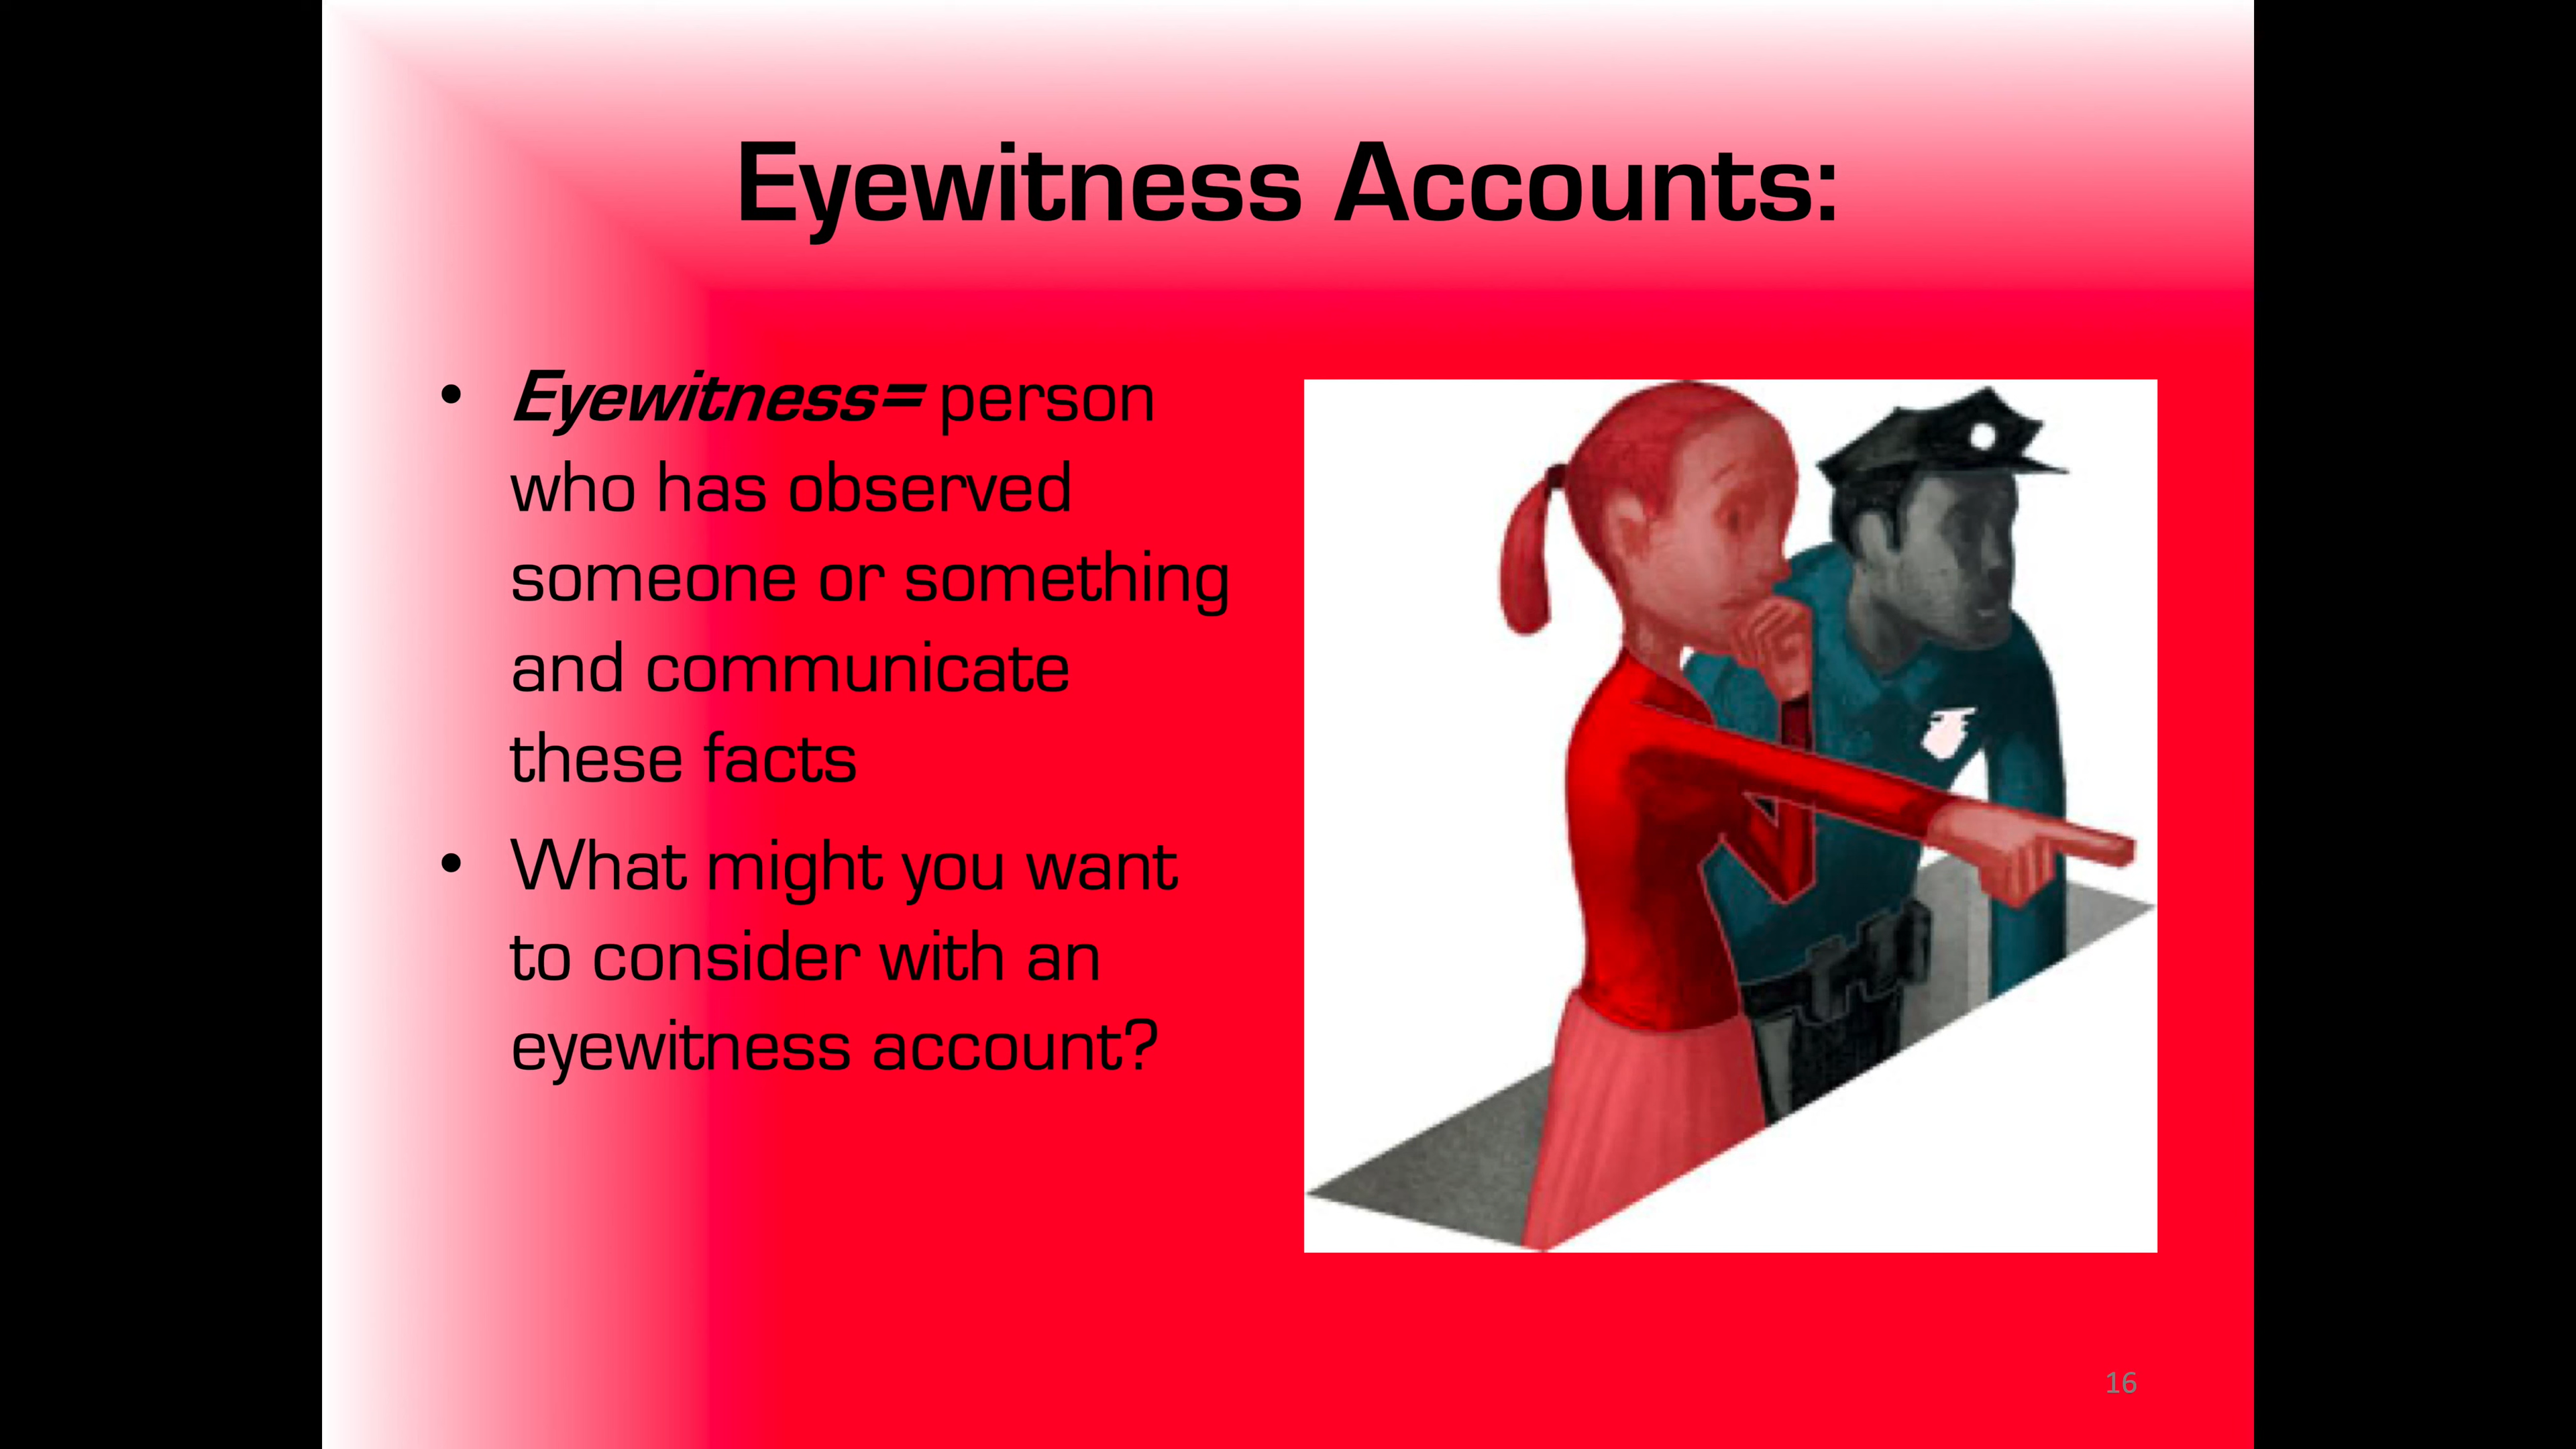 Eyewitness Accounts:
• Eyewitness= person
who has observed
someone or something
and communicate
these facts
• What might you want
to consider with an
eyewitness account?
16